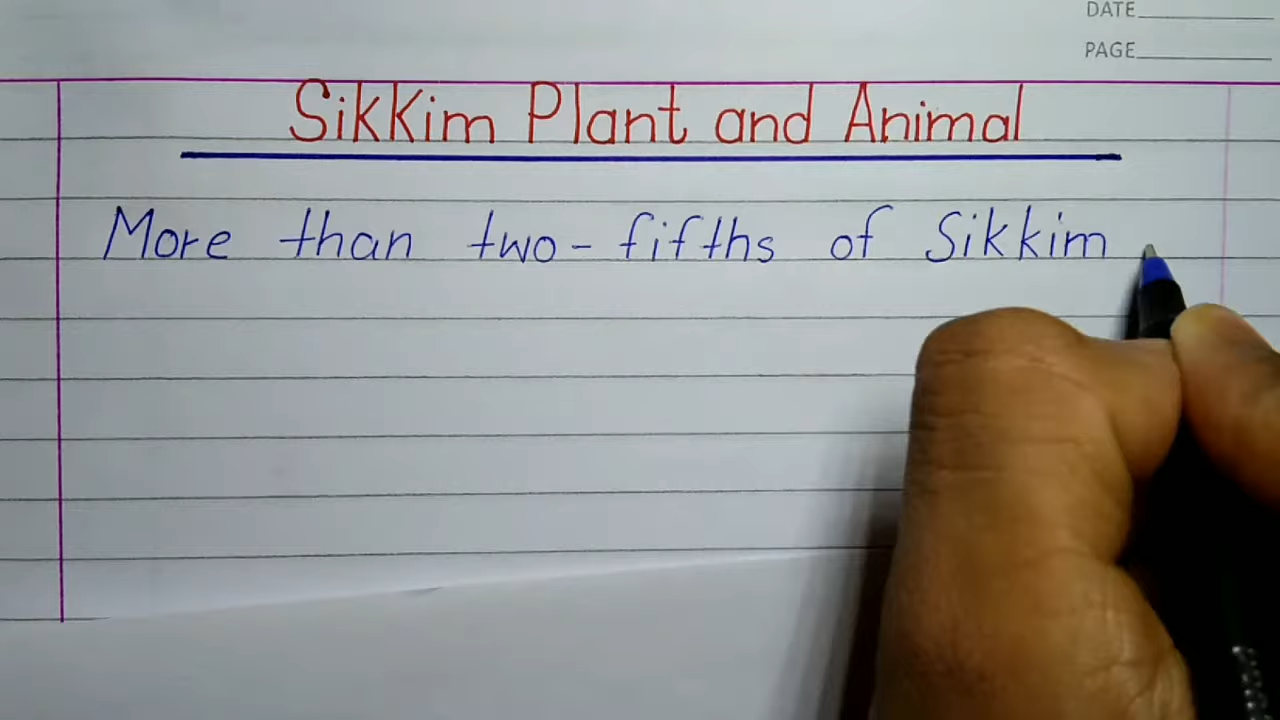 DATE
PAGE
SikKim Plant and Animal
More than two-fifths of Sikkim